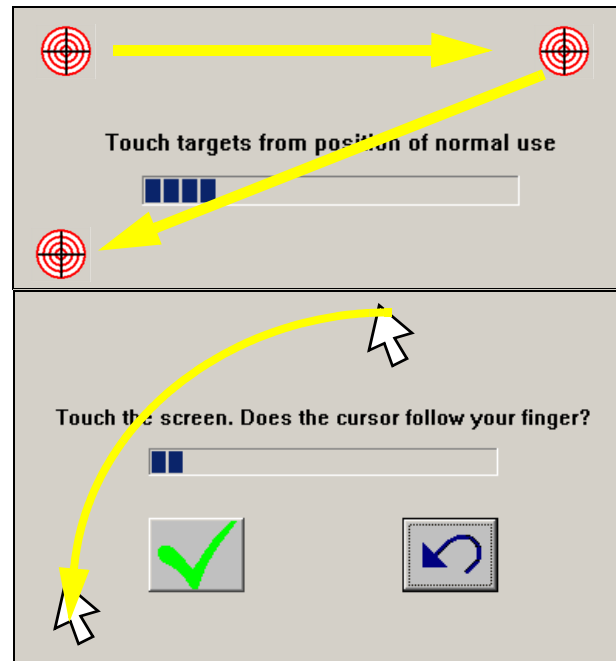 Touch targets from position of normal use
Touch the screen. Does the cursor follow your finger?